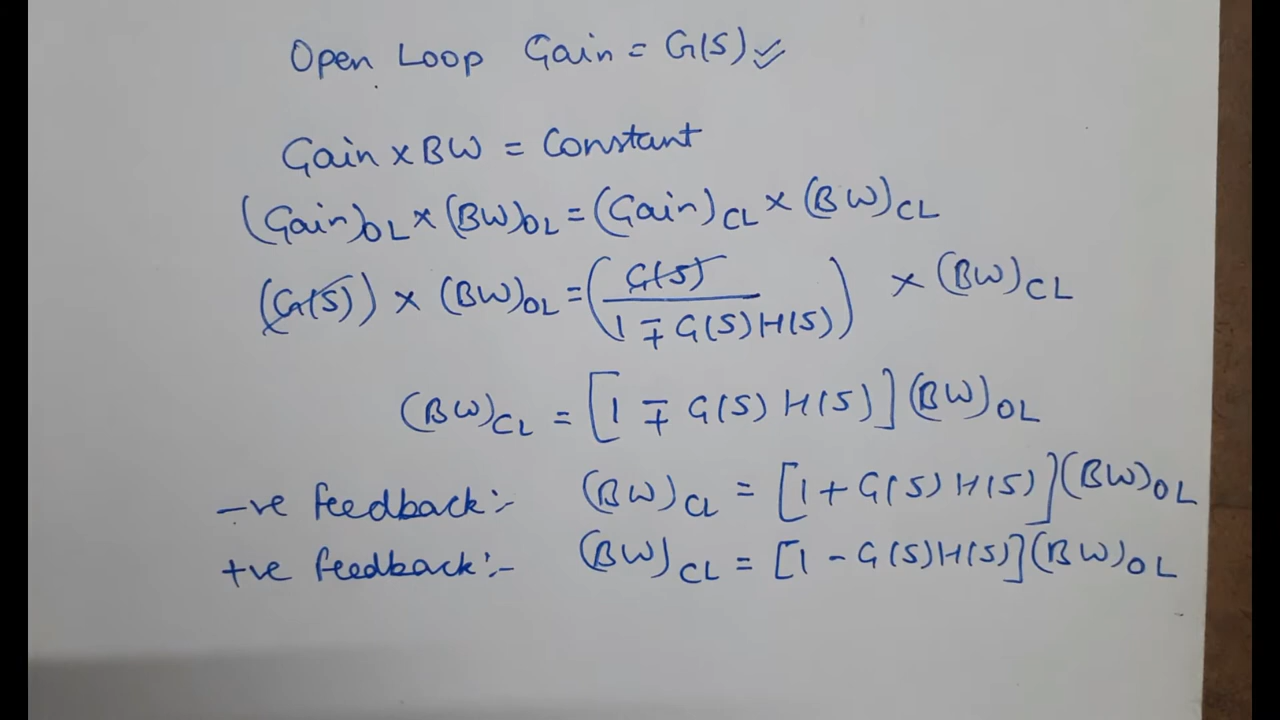 Open Loop Gain = G(S)
Gain × BW = Constant
(Gain)OL × (BW)OL = (Gain)CL × (BW)CL
(G(S)) × (BW)OL = (G(S) / 1 ∓ G(S)H(S)) × (BW)CL
(BW)CL = [1 ∓ G(S) H(S)] (BW)OL
-ve feedback:- (BW)CL = [1 + G(S) H(S)] (BW)OL
+ve feedback:- (BW)CL = [1 - G(S)H(S)] (BW)OL